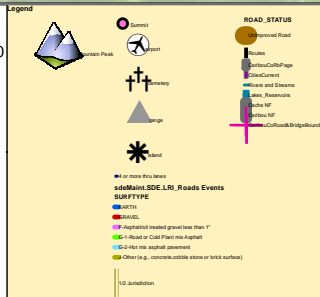 Legend
Mountain Peak
Summit
airport
cemetery
range
island
4 or more thru lanes
sdeMaint.SDE.LRI_Roads Events
SURFTYPE
EARTH
GRAVEL
F-Asphalt/oil treated gravel less than 1"
G-1-Road or Cold Plant mix Asphalt
G-2-Hot mix asphalt pavement
J-Other (e.g., concrete,cobble stone or brick surface)
1/2 Jurisdiction
ROAD_STATUS
Unimproved Road
Routes
CaribouCoRbPage
CitiesCurrent
Rivers and Streams
Lakes_Reservoirs
Cache NF
Caribou NF
CaribouCoRoad&BridgeBound